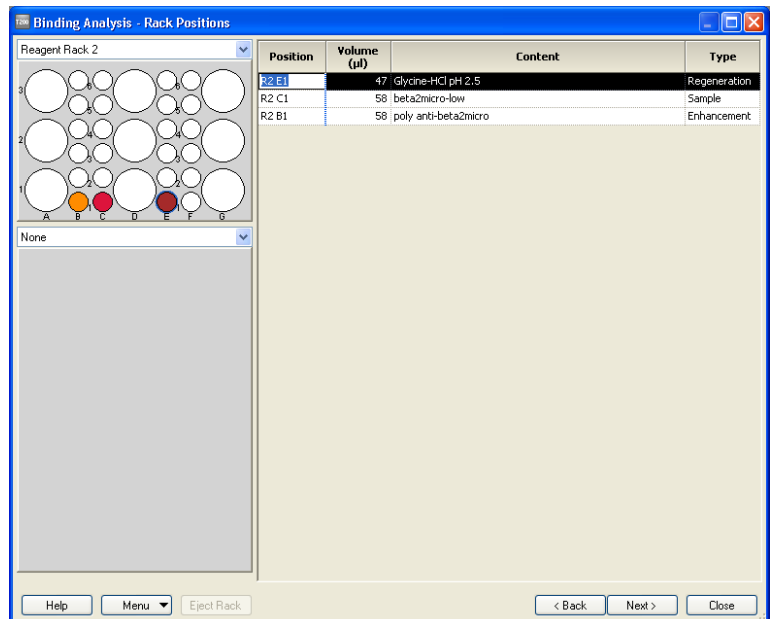 T200 Binding Analysis - Rack Positions
Reagent Rack 2
3
6
6
5
5
2
4
4
3
3
1
2
2
1
1
A B C D E F G
None
Position Volume (µl) Content Type
R2 E1 47 Glycine-HCl pH 2.5 Regeneration
R2 C1 58 beta2micro-low Sample
R2 B1 58 poly anti-beta2micro Enhancement
Help Menu Eject Rack < Back Next > Close